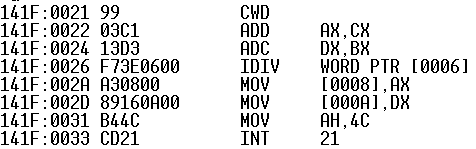 141F:0021 99 CWD
141F:0022 03C1 ADD AX,CX
141F:0024 13D3 ADC DX,BX
141F:0026 F73E0600 IDIV WORD PTR [0006]
141F:002A A30800 MOV [0008],AX
141F:002D 89160A00 MOV [000A],DX
141F:0031 B44C MOV AH,4C
141F:0033 CD21 INT 21